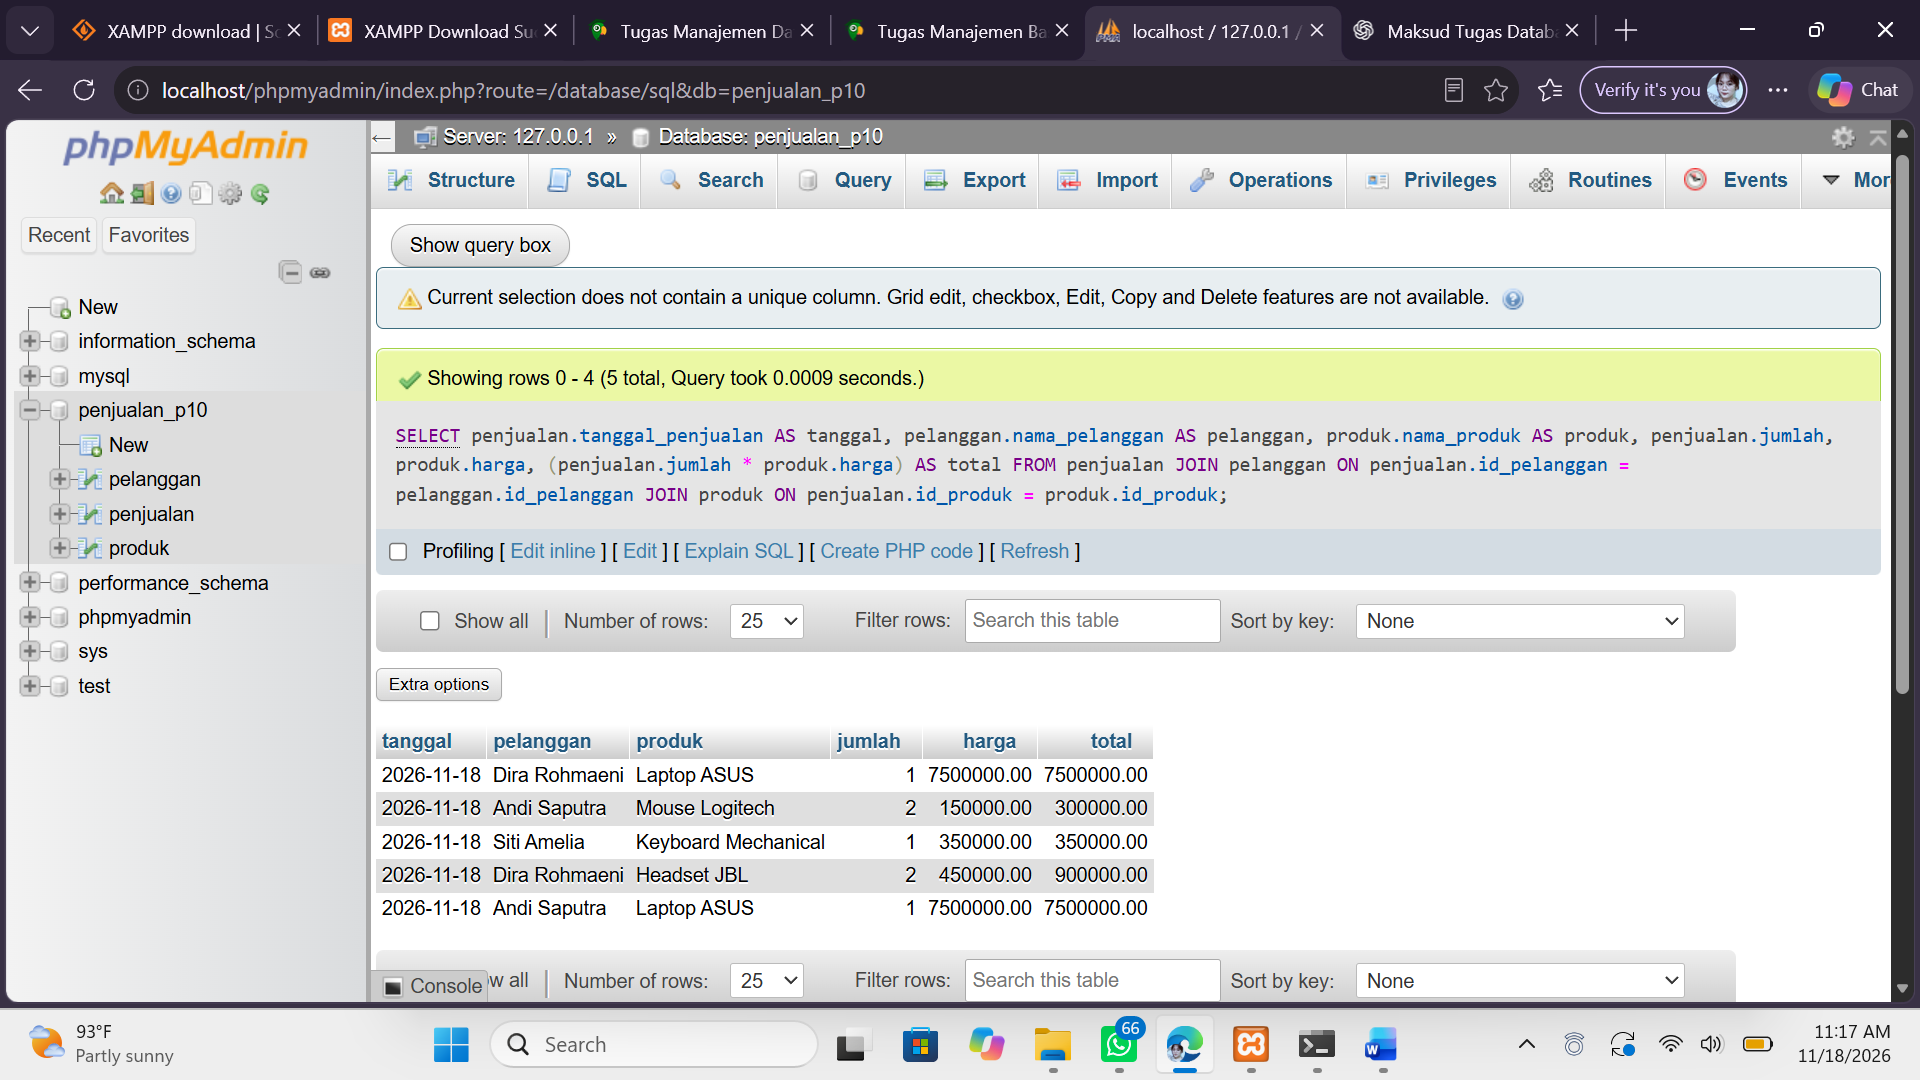 XAMPP download | S
XAMPP Download Su
Tugas Manajemen Da
Tugas Manajemen Ba
localhost / 127.0.0.1 /
Maksud Tugas Datab
localhost/phpmyadmin/index.php?route=/database/sql&db=penjualan_p10
Verify it's you
Chat
phpMyAdmin
Recent
Favorites
New
information_schema
mysql
penjualan_p10
New
pelanggan
penjualan
produk
performance_schema
phpmyadmin
sys
test
Server: 127.0.0.1 » Database: penjualan_p10
Structure SQL Search Query Export Import Operations Privileges Routines Events Mor
Show query box
Current selection does not contain a unique column. Grid edit, checkbox, Edit, Copy and Delete features are not available.
Showing rows 0 - 4 (5 total, Query took 0.0009 seconds.)
SELECT penjualan.tanggal_penjualan AS tanggal, pelanggan.nama_pelanggan AS pelanggan, produk.nama_produk AS produk, penjualan.jumlah,
produk.harga, (penjualan.jumlah * produk.harga) AS total FROM penjualan JOIN pelanggan ON penjualan.id_pelanggan =
pelanggan.id_pelanggan JOIN produk ON penjualan.id_produk = produk.id_produk;
Profiling [ Edit inline ] [ Edit ] [ Explain SQL ] [ Create PHP code ] [ Refresh ]
Show all | Number of rows: 25 Filter rows: Search this table Sort by key: None
Extra options
tanggal pelanggan produk jumlah harga total
2026-11-18 Dira Rohmaeni Laptop ASUS 1 7500000.00 7500000.00
2026-11-18 Andi Saputra Mouse Logitech 2 150000.00 300000.00
2026-11-18 Siti Amelia Keyboard Mechanical 1 350000.00 350000.00
2026-11-18 Dira Rohmaeni Headset JBL 2 450000.00 900000.00
2026-11-18 Andi Saputra Laptop ASUS 1 7500000.00 7500000.00
Console
w all | Number of rows: 25 Filter rows: Search this table Sort by key: None
93°F
Partly sunny
Search
66
11:17 AM
11/18/2026